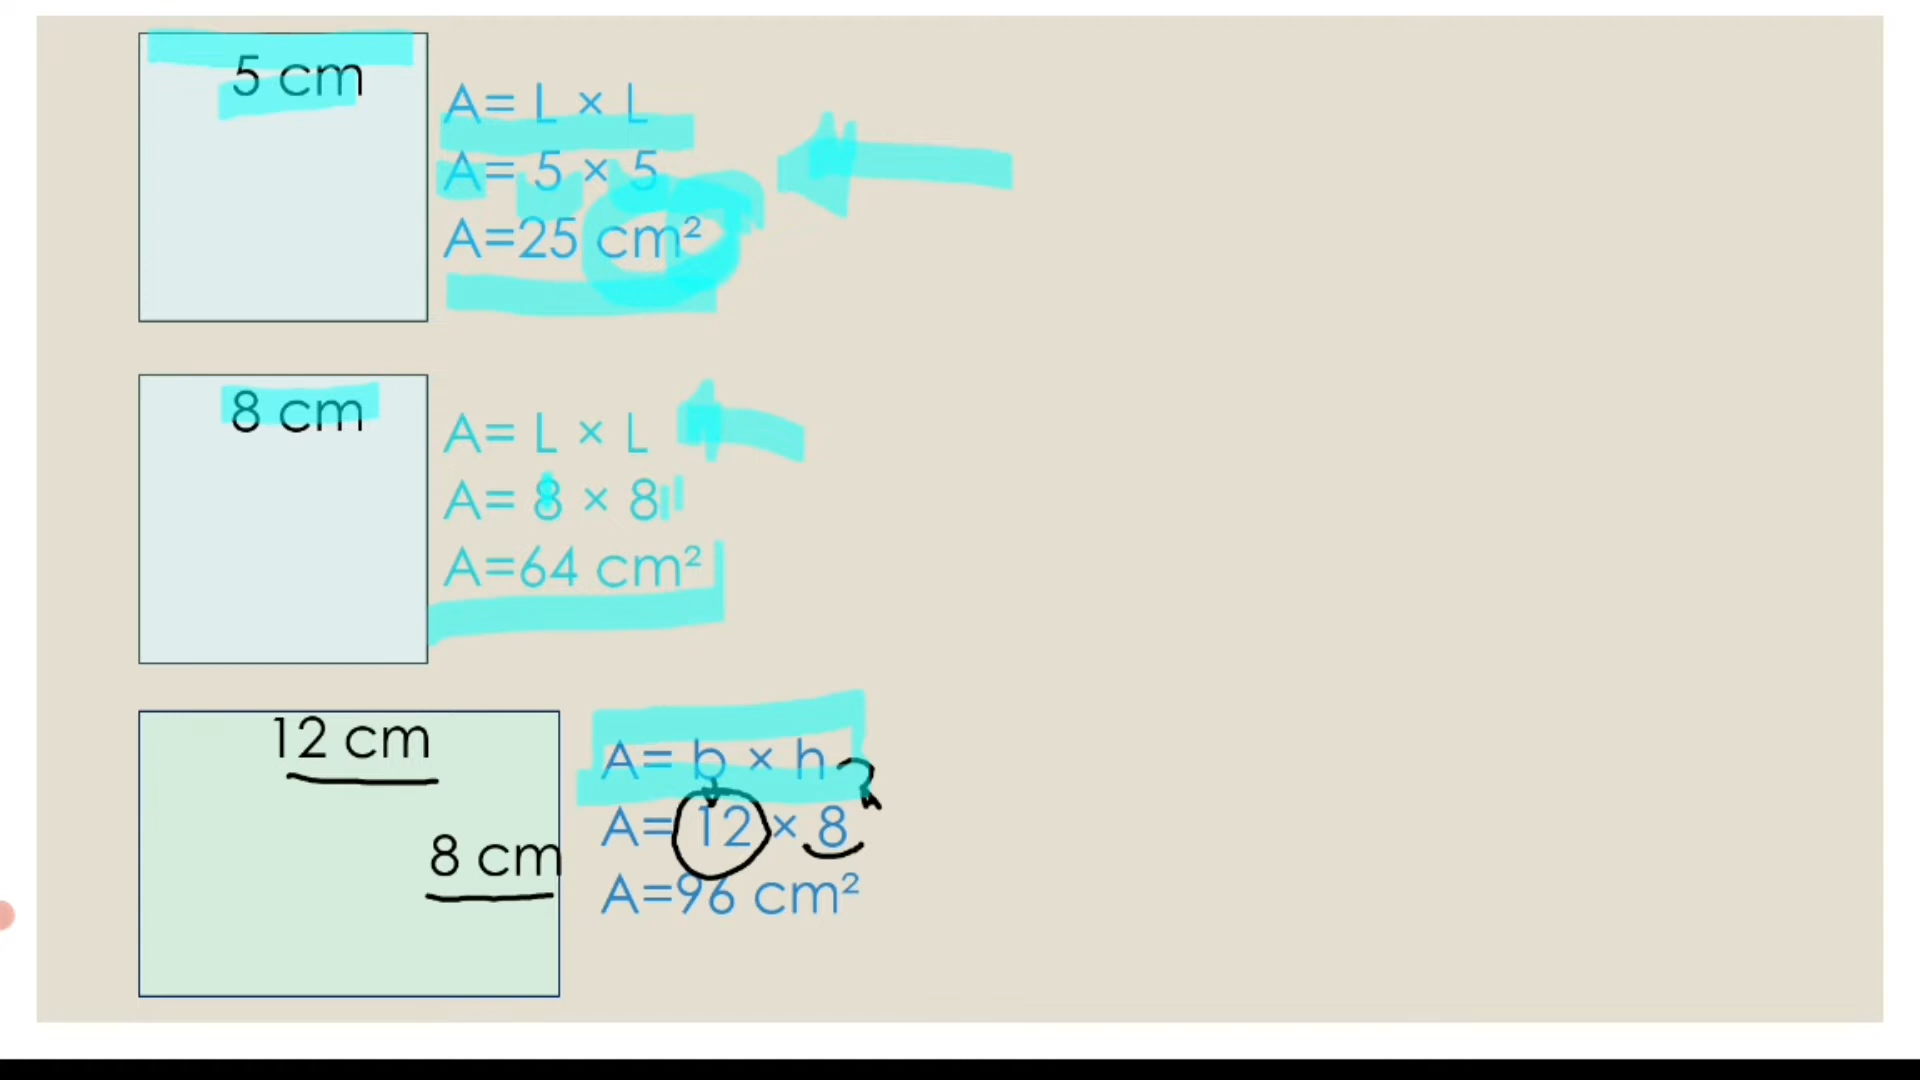 5 cm
A= L × L
A= 5 × 5
A=25 cm²
8 cm
A= L × L
A= 8 × 8
A=64 cm²
12 cm
8 cm
A= b × h
A= 12 × 8
A=96 cm²